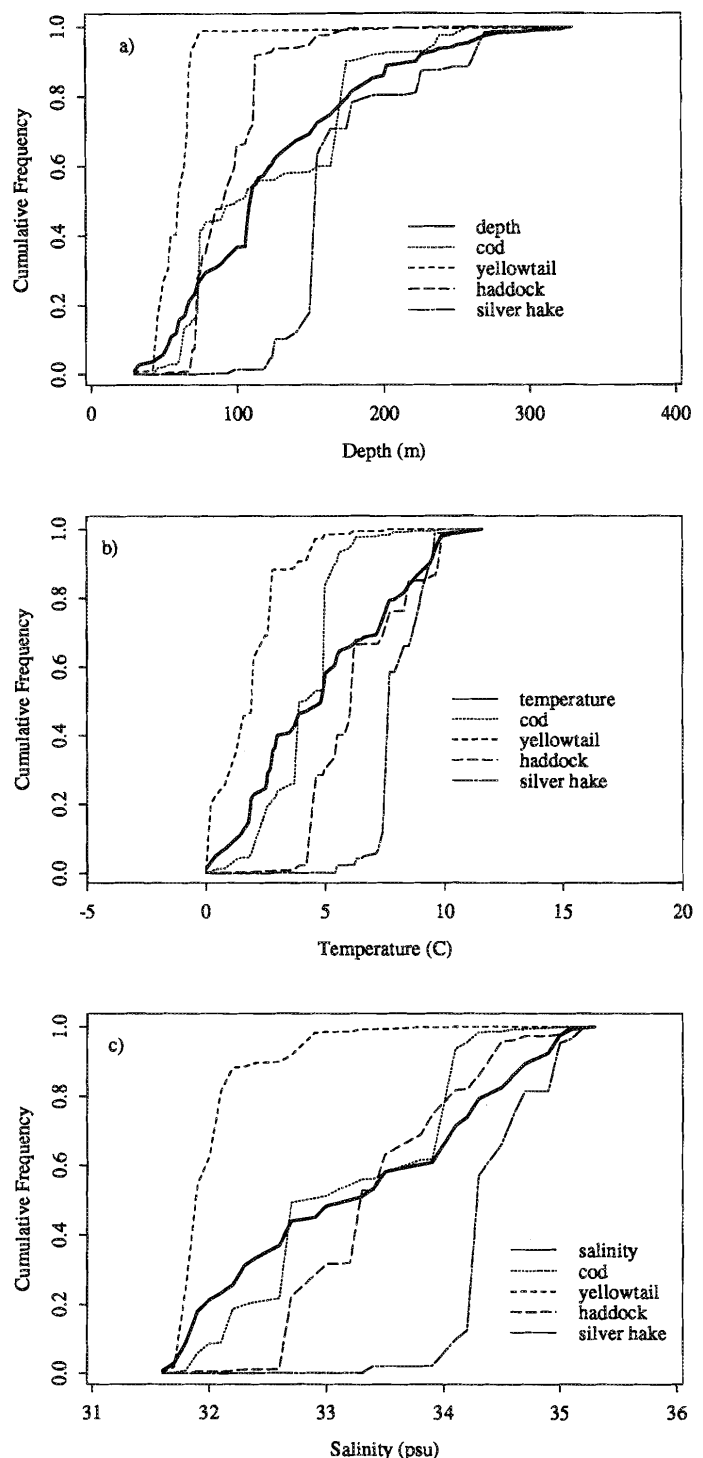 a)
Cumulative Frequency
1.0
0.8
0.6
0.4
0.2
0.0
depth
cod
yellowtail
haddock
silver hake
0 100 200 300 400
Depth (m)
b)
Cumulative Frequency
1.0
0.8
0.6
0.4
0.2
0.0
temperature
cod
yellowtail
haddock
silver hake
-5 0 5 10 15 20
Temperature (C)
c)
Cumulative Frequency
1.0
0.8
0.6
0.4
0.2
0.0
salinity
cod
yellowtail
haddock
silver hake
31 32 33 34 35 36
Salinity (psu)